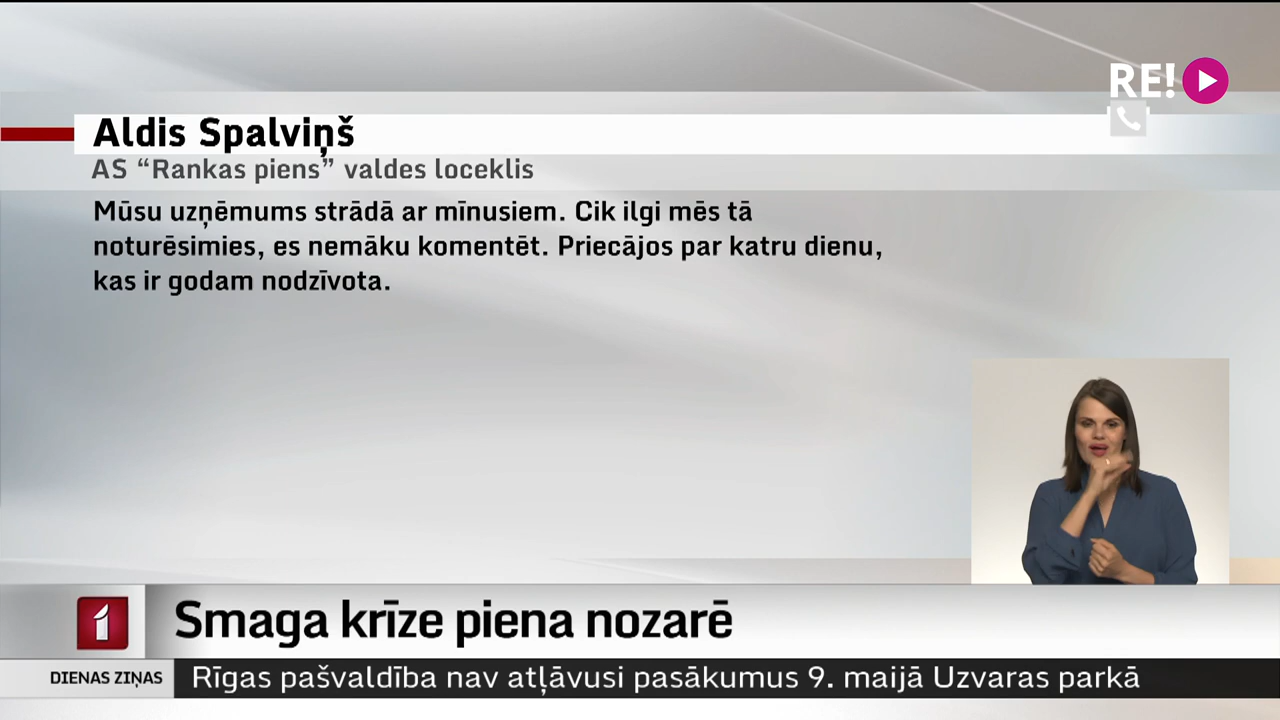 RE!
Aldis Spalviņš
AS “Rankas piens” valdes loceklis
Mūsu uzņēmums strādā ar mīnusiem. Cik ilgi mēs tā
noturēsimies, es nemāku komentēt. Priecājos par katru dienu,
kas ir godam nodzīvota.
1
Smaga krīze piena nozarē
DIENAS ZIŅAS
Rīgas pašvaldība nav atļāvusi pasākumus 9. maijā Uzvaras parkā